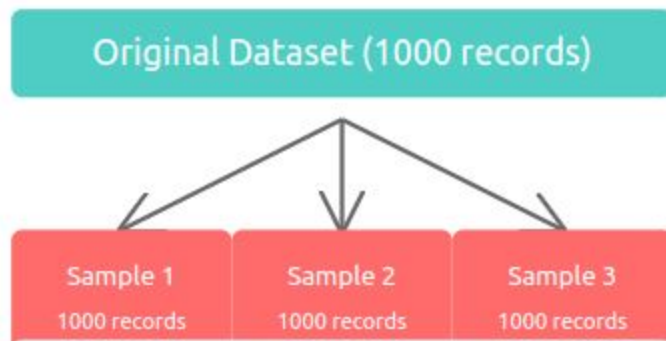 Original Dataset (1000 records)
Sample 1
1000 records
Sample 2
1000 records
Sample 3
1000 records